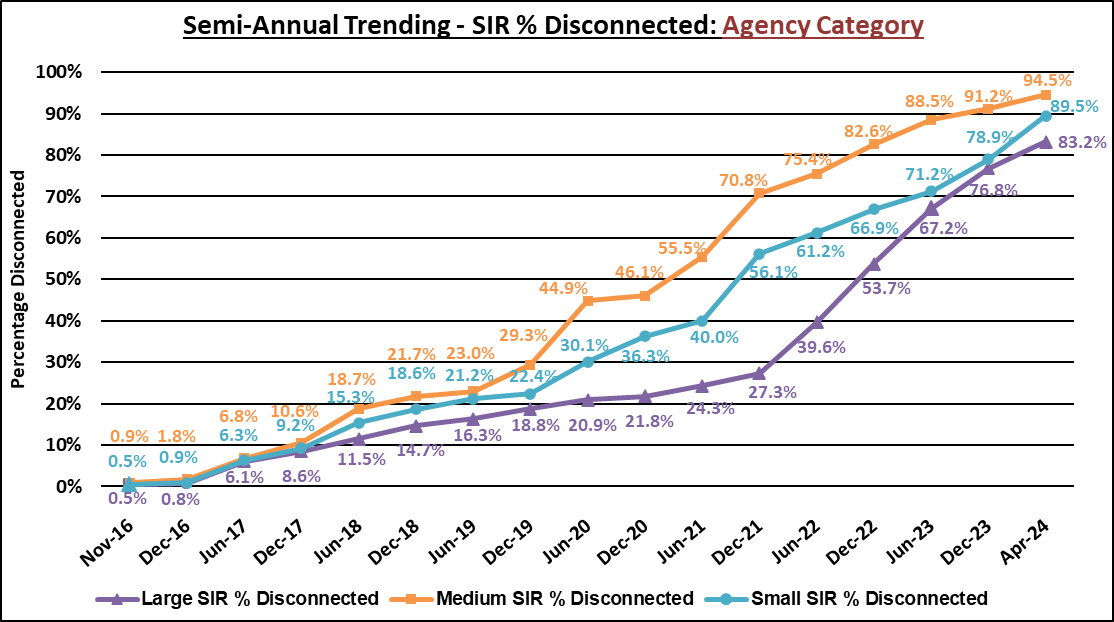 Semi-Annual Trending - SIR % Disconnected: Agency Category
Percentage Disconnected
100%
90%
80%
70%
60%
50%
40%
30%
20%
10%
0%
0.9%
1.8%
6.8%
10.6%
18.7%
21.7%
23.0%
29.3%
44.9%
46.1%
55.5%
70.8%
75.4%
82.6%
88.5%
91.2%
94.5%
0.5%
0.9%
6.3%
9.2%
15.3%
18.6%
21.2%
22.4%
30.1%
36.3%
40.0%
56.1%
61.2%
66.9%
71.2%
78.9%
89.5%
0.5%
0.8%
6.1%
8.6%
11.5%
14.7%
16.3%
18.8%
20.9%
21.8%
24.3%
27.3%
39.6%
53.7%
67.2%
76.8%
83.2%
Nov-16
Dec-16
Jun-17
Dec-17
Jun-18
Dec-18
Jun-19
Dec-19
Jun-20
Dec-20
Jun-21
Dec-21
Jun-22
Dec-22
Jun-23
Dec-23
Apr-24
Large SIR % Disconnected
Medium SIR % Disconnected
Small SIR % Disconnected